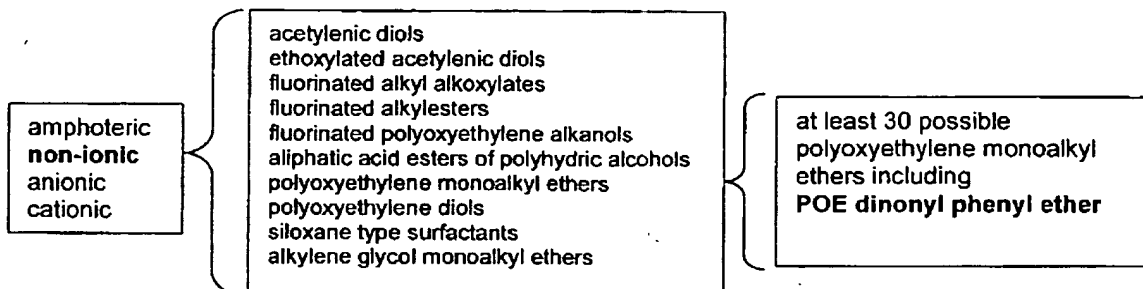 amphoteric
non-ionic
anionic
cationic
acetylenic diols
ethoxylated acetylenic diols
fluorinated alkyl alkoxylates
fluorinated alkylesters
fluorinated polyoxyethylene alkanols
aliphatic acid esters of polyhydric alcohols
polyoxyethylene monoalkyl ethers
polyoxyethylene diols
siloxane type surfactants
alkylene glycol monoalkyl ethers
at least 30 possible
polyoxyethylene monoalkyl
ethers including
POE dinonyl phenyl ether